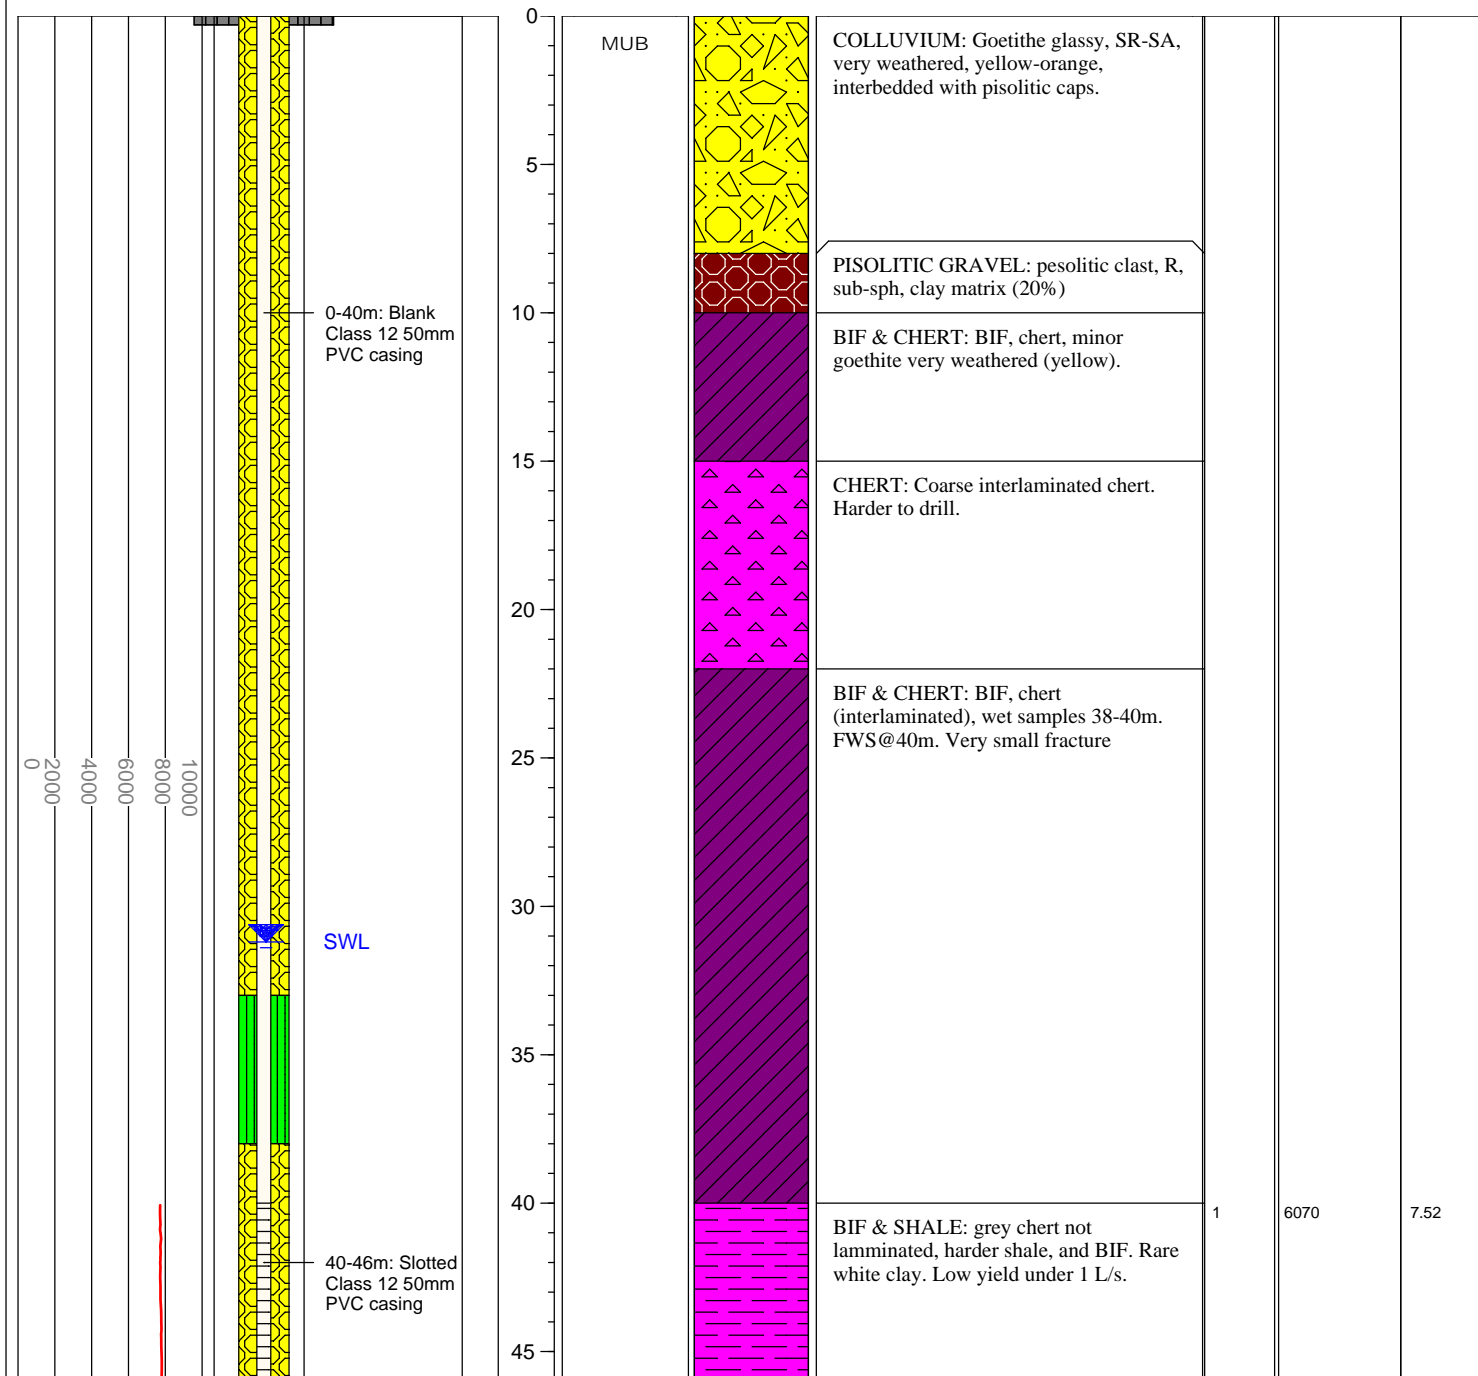 0
MUB
COLLUVIUM: Goetithe glassy, SR-SA,
very weathered, yellow-orange,
interbedded with pisolitic caps.
5
PISOLITIC GRAVEL: pesolitic clast, R,
sub-sph, clay matrix (20%)
0-40m: Blank
Class 12 50mm
PVC casing
10
BIF & CHERT: BIF, chert, minor
goethite very weathered (yellow).
15
CHERT: Coarse interlaminated chert.
Harder to drill.
20
BIF & CHERT: BIF, chert
(interlaminated), wet samples 38-40m.
FWS@40m. Very small fracture
25
0
2000
4000
6000
8000
10000
30
SWL
35
40
1
6070
7.52
BIF & SHALE: grey chert not
lamminated, harder shale, and BIF. Rare
white clay. Low yield under 1 L/s.
40-46m: Slotted
Class 12 50mm
PVC casing
45